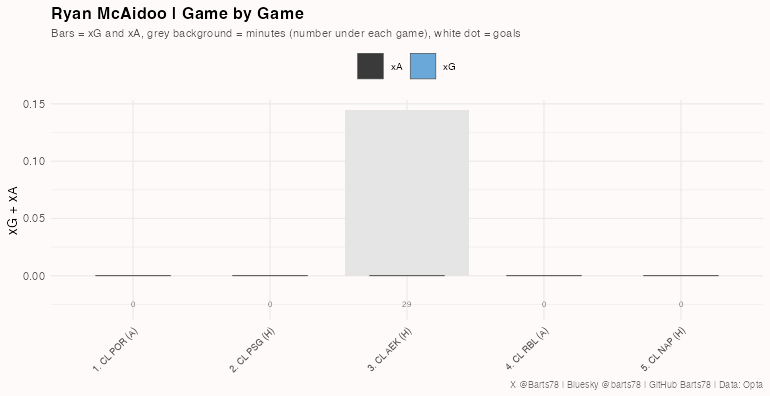 Ryan McAidoo | Game by Game
Bars = xG and xA, grey background = minutes (number under each game), white dot = goals
xA xG
xG + xA
0.15
0.10
0.05
0.00
0 0 29 0 0
1. CL POR (A) 2. CL PSG (H) 3. CL AEK (H) 4. CL RBL (A) 5. CL NAP (H)
X @Barts78 | Bluesky @barts78 | GitHub Barts78 | Data: Opta